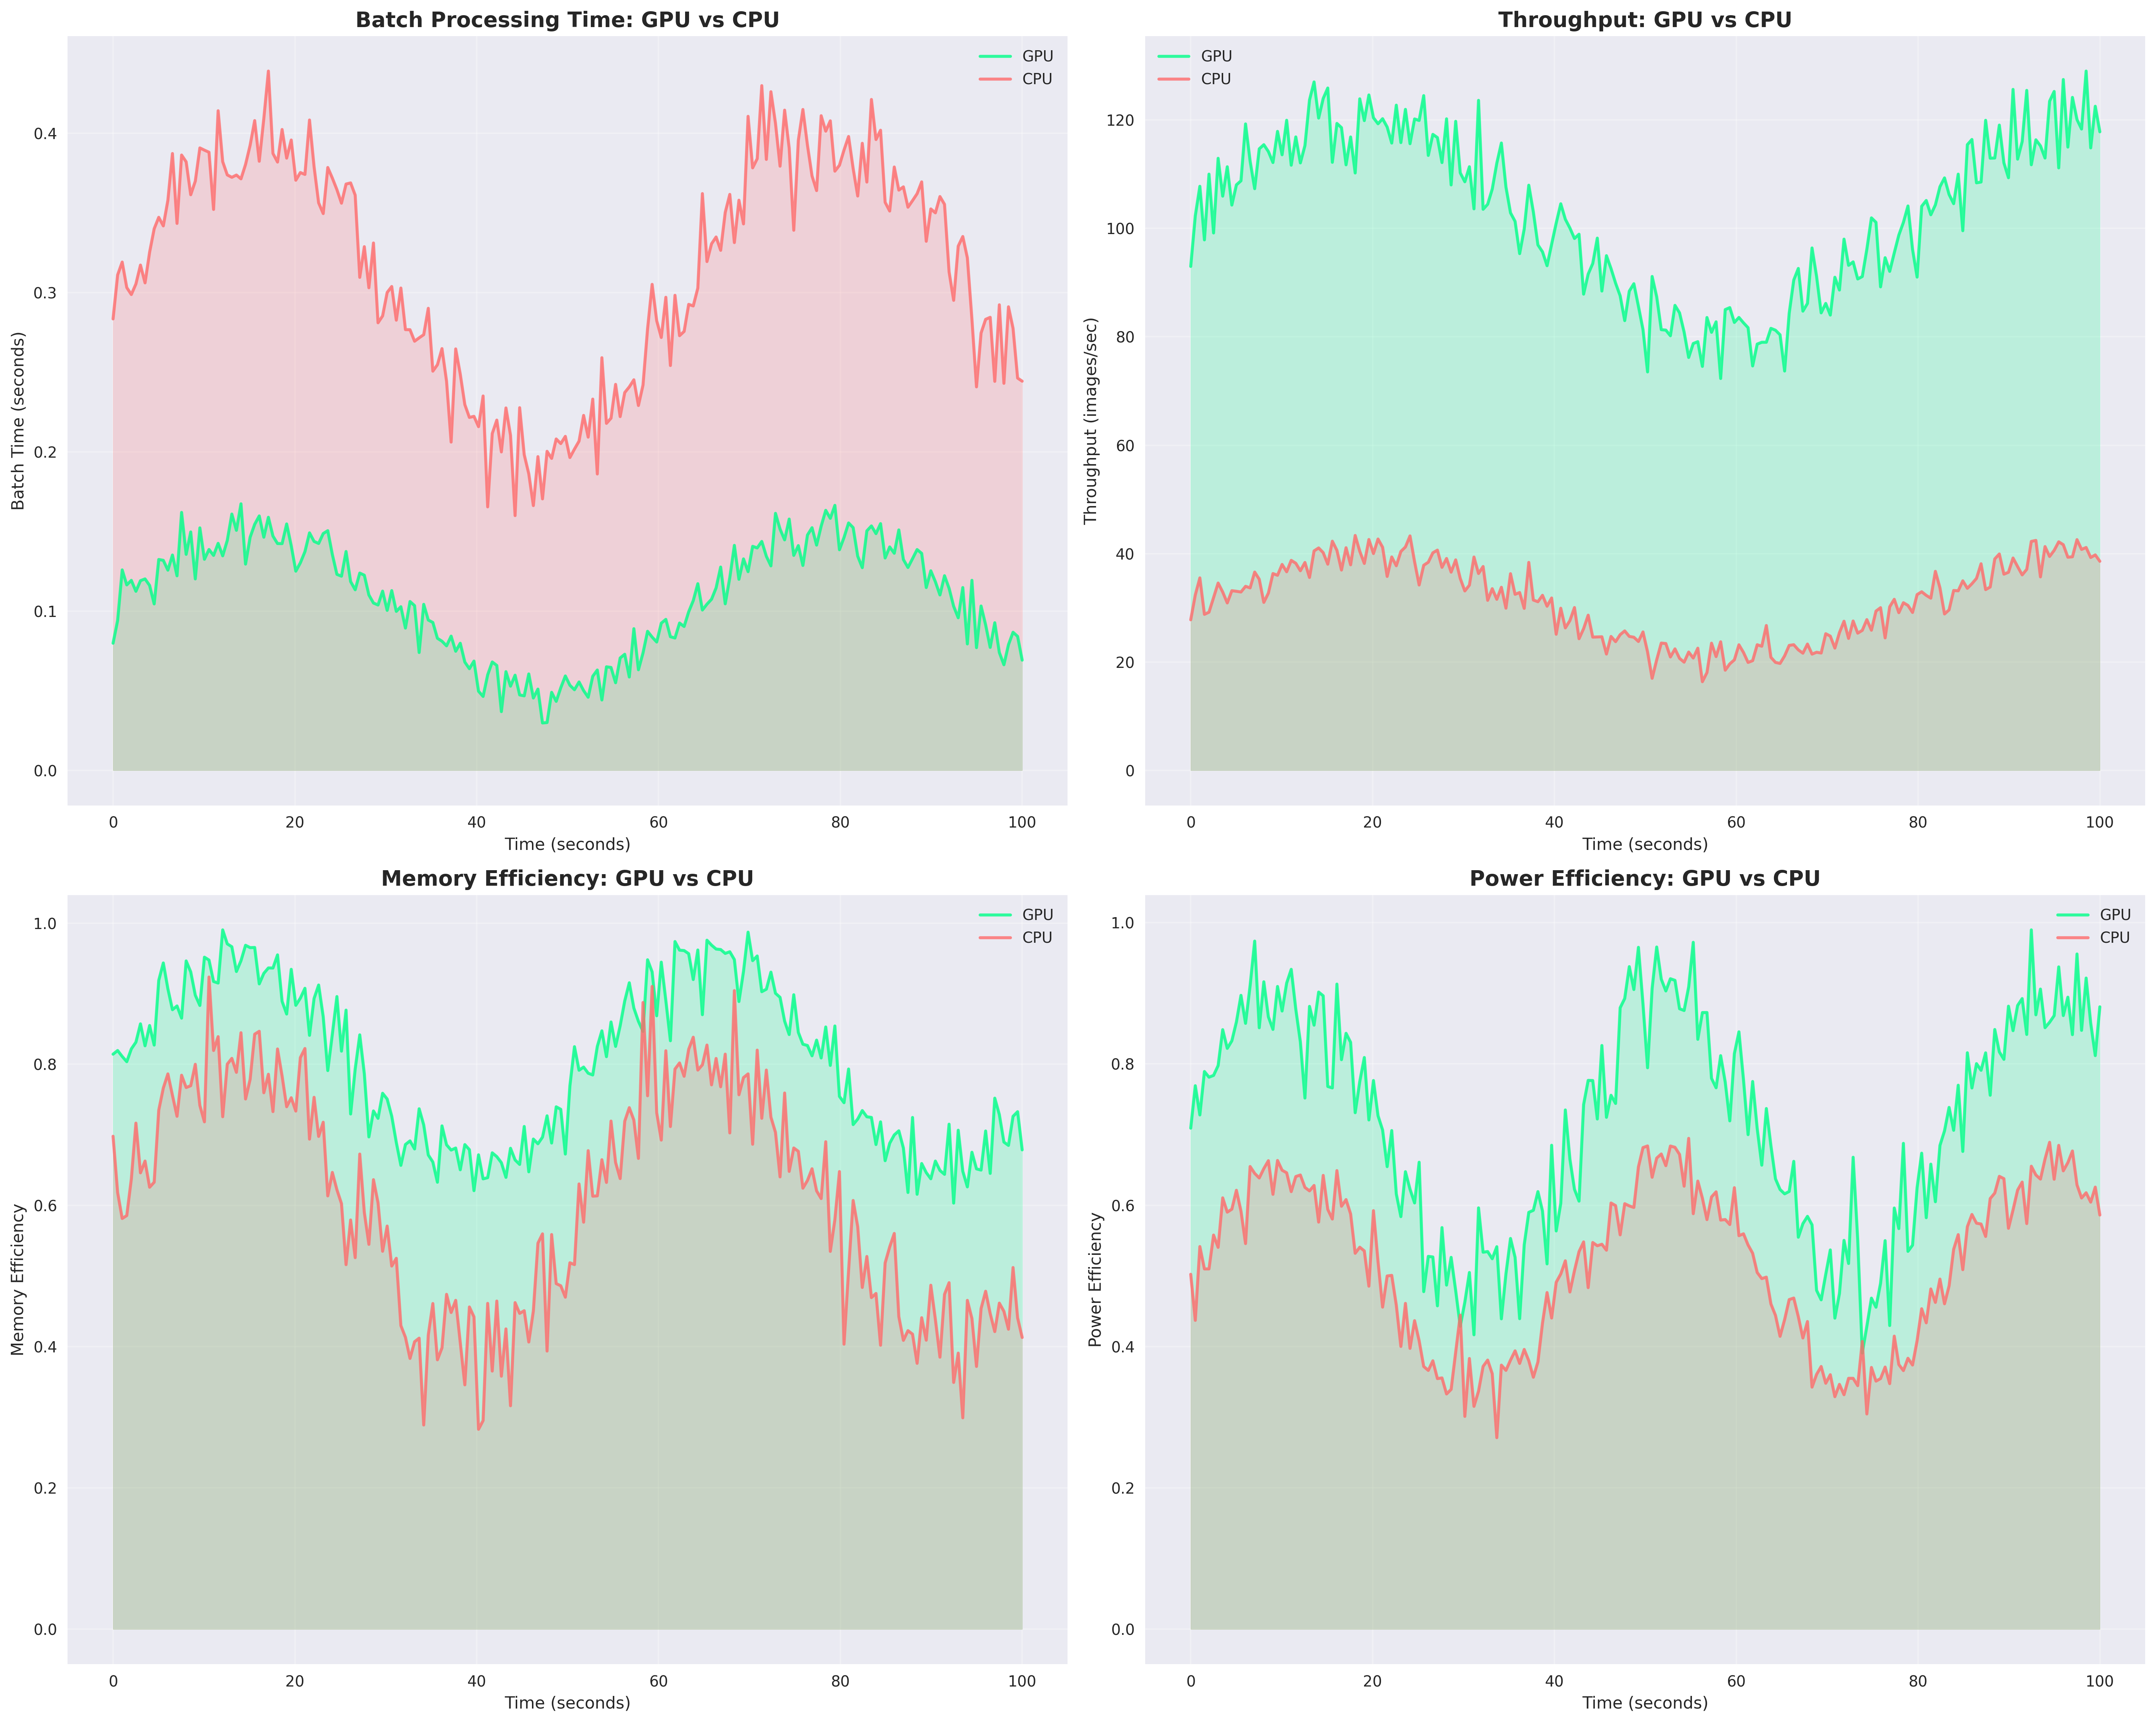 Batch Processing Time: GPU vs CPU
GPU
CPU
Batch Time (seconds)
0.4
0.3
0.2
0.1
0.0
0 20 40 60 80 100
Time (seconds)
Throughput: GPU vs CPU
GPU
CPU
Throughput (images/sec)
120
100
80
60
40
20
0
0 20 40 60 80 100
Time (seconds)
Memory Efficiency: GPU vs CPU
GPU
CPU
Memory Efficiency
1.0
0.8
0.6
0.4
0.2
0.0
0 20 40 60 80 100
Time (seconds)
Power Efficiency: GPU vs CPU
GPU
CPU
Power Efficiency
1.0
0.8
0.6
0.4
0.2
0.0
0 20 40 60 80 100
Time (seconds)